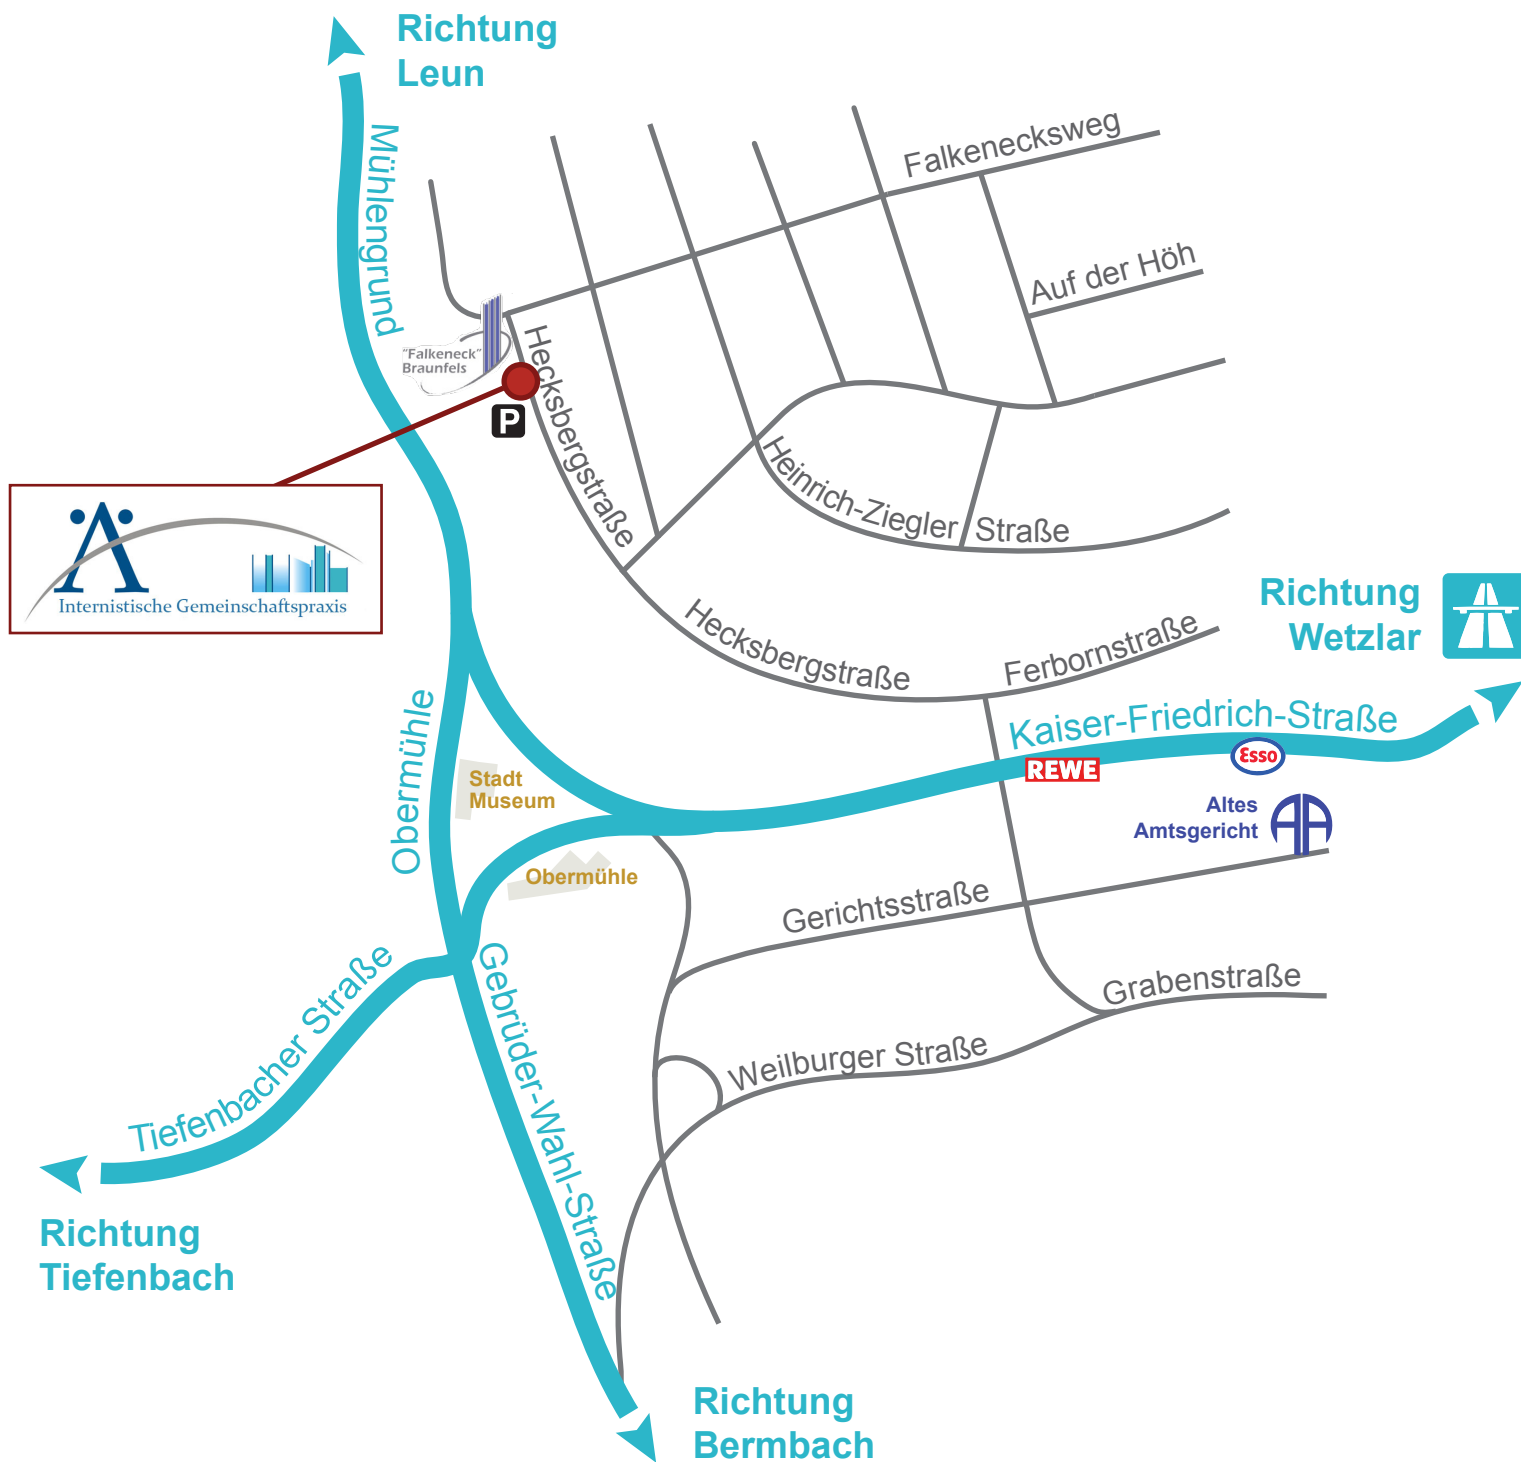 Richtung
Leun
Mühlengrund
Falkenecksweg
Auf der Höh
"Falkeneck"
Braunfels
Hecksbergstraße
P
Heinrich-Ziegler Straße
Ä
Internistische Gemeinschaftspraxis
Richtung
Wetzlar
Hecksbergstraße
Ferbornstraße
Kaiser-Friedrich-Straße
REWE
Esso
Obermühle
Stadt
Museum
Altes
Amtsgericht
AA
Obermühle
Gerichtsstraße
Grabenstraße
Weilburger Straße
Tiefenbacher Straße
Gebrüder-Wahl-Straße
Richtung
Tiefenbach
Richtung
Bermbach